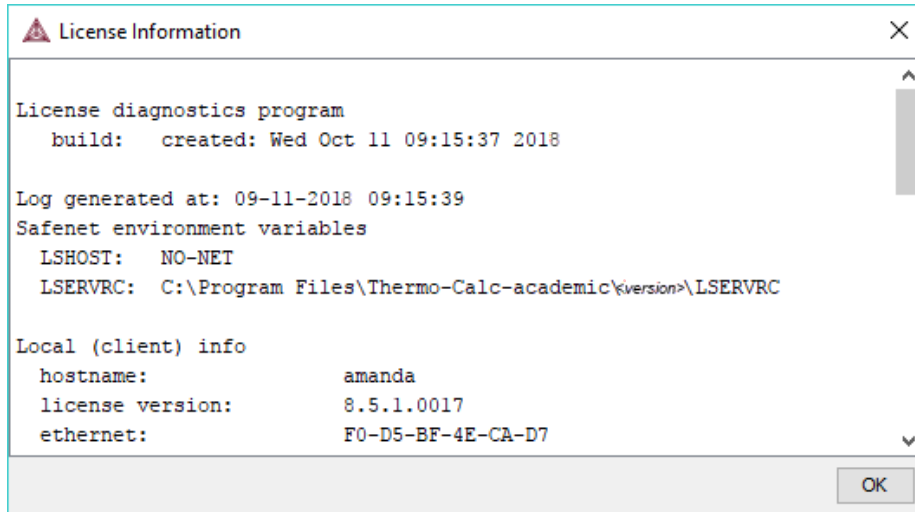 License Information
License diagnostics program
build: created: Wed Oct 11 09:15:37 2018
Log generated at: 09-11-2018 09:15:39
Safenet environment variables
LSHOST: NO-NET
LSERVRC: C:\Program Files\Thermo-Calc-academic\<version>\LSERVRC
Local (client) info
hostname: amanda
license version: 8.5.1.0017
ethernet: F0-D5-BF-4E-CA-D7
OK